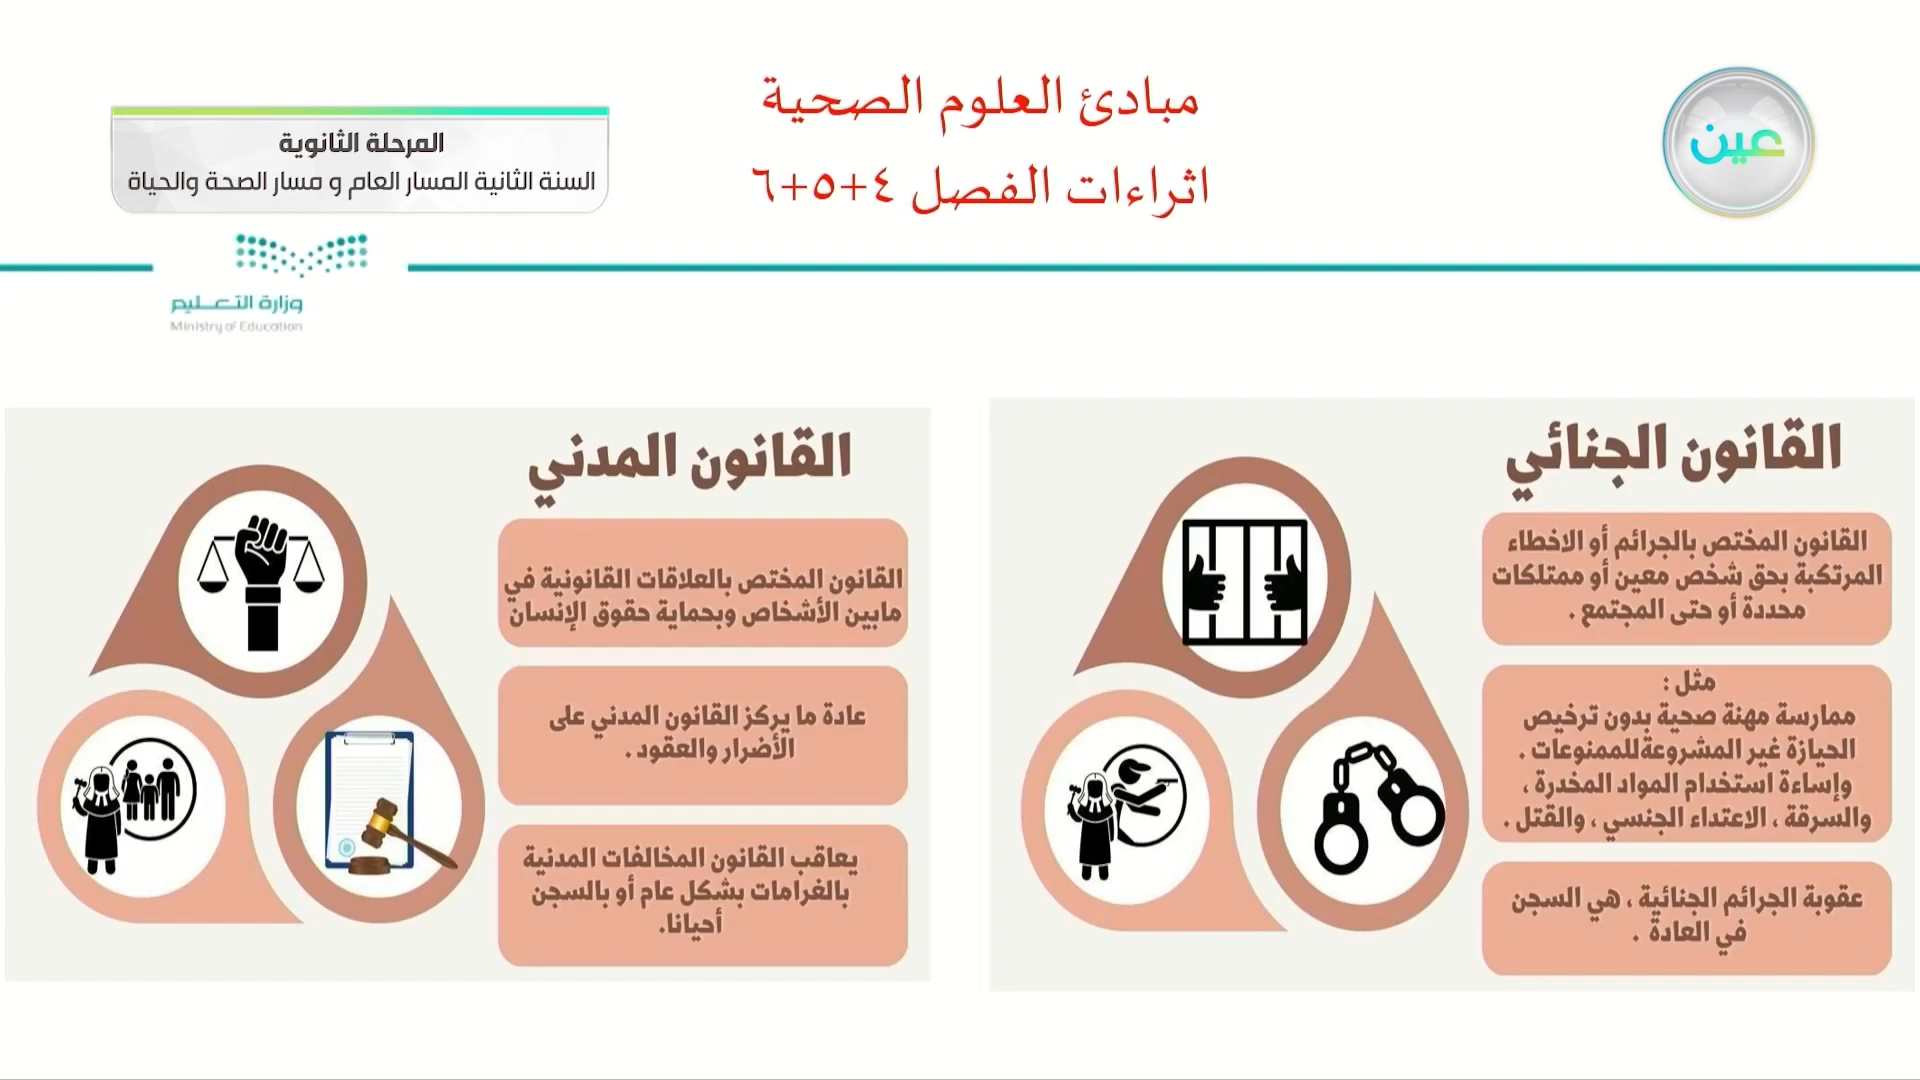 مبادئ العلوم الصحية
اثراءات الفصل ٤+٥+٦
عين
المرحلة الثانوية
السنة الثانية المسار العام و مسار الصحة والحياة
وزارة التعليم
Ministry of Education
القانون الجنائي
القانون المختص بالجرائم أو الاخطاء
المرتكبة بحق شخص معين أو ممتلكات
محددة أو حتى المجتمع .
مثل :
ممارسة مهنة صحية بدون ترخيص
الحيازة غير المشروعة للممنوعات .
وإساءة استخدام المواد المخدرة ،
والسرقة ، الاعتداء الجنسي ، والقتل .
عقوبة الجرائم الجنائية ، هي السجن
في العادة .
القانون المدني
القانون المختص بالعلاقات القانونية في
مابين الأشخاص وبحماية حقوق الإنسان
عادة ما يركز القانون المدني على
الأضرار والعقود .
يعاقب القانون المخالفات المدنية
بالغرامات بشكل عام أو بالسجن
أحيانا.